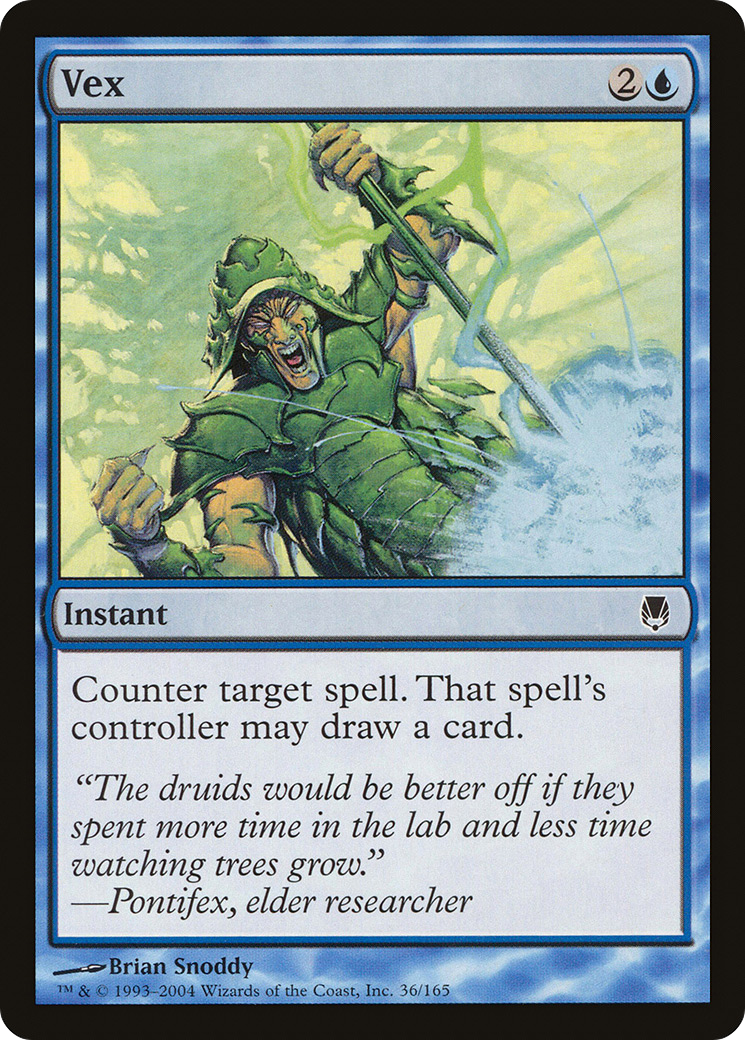 Vex
2
Instant
Counter target spell. That spell's
controller may draw a card.
“The druids would be better off if they
spent more time in the lab and less time
watching trees grow.”
—Pontifex, elder researcher
Brian Snoddy
™ & © 1993–2004 Wizards of the Coast, Inc. 36/165